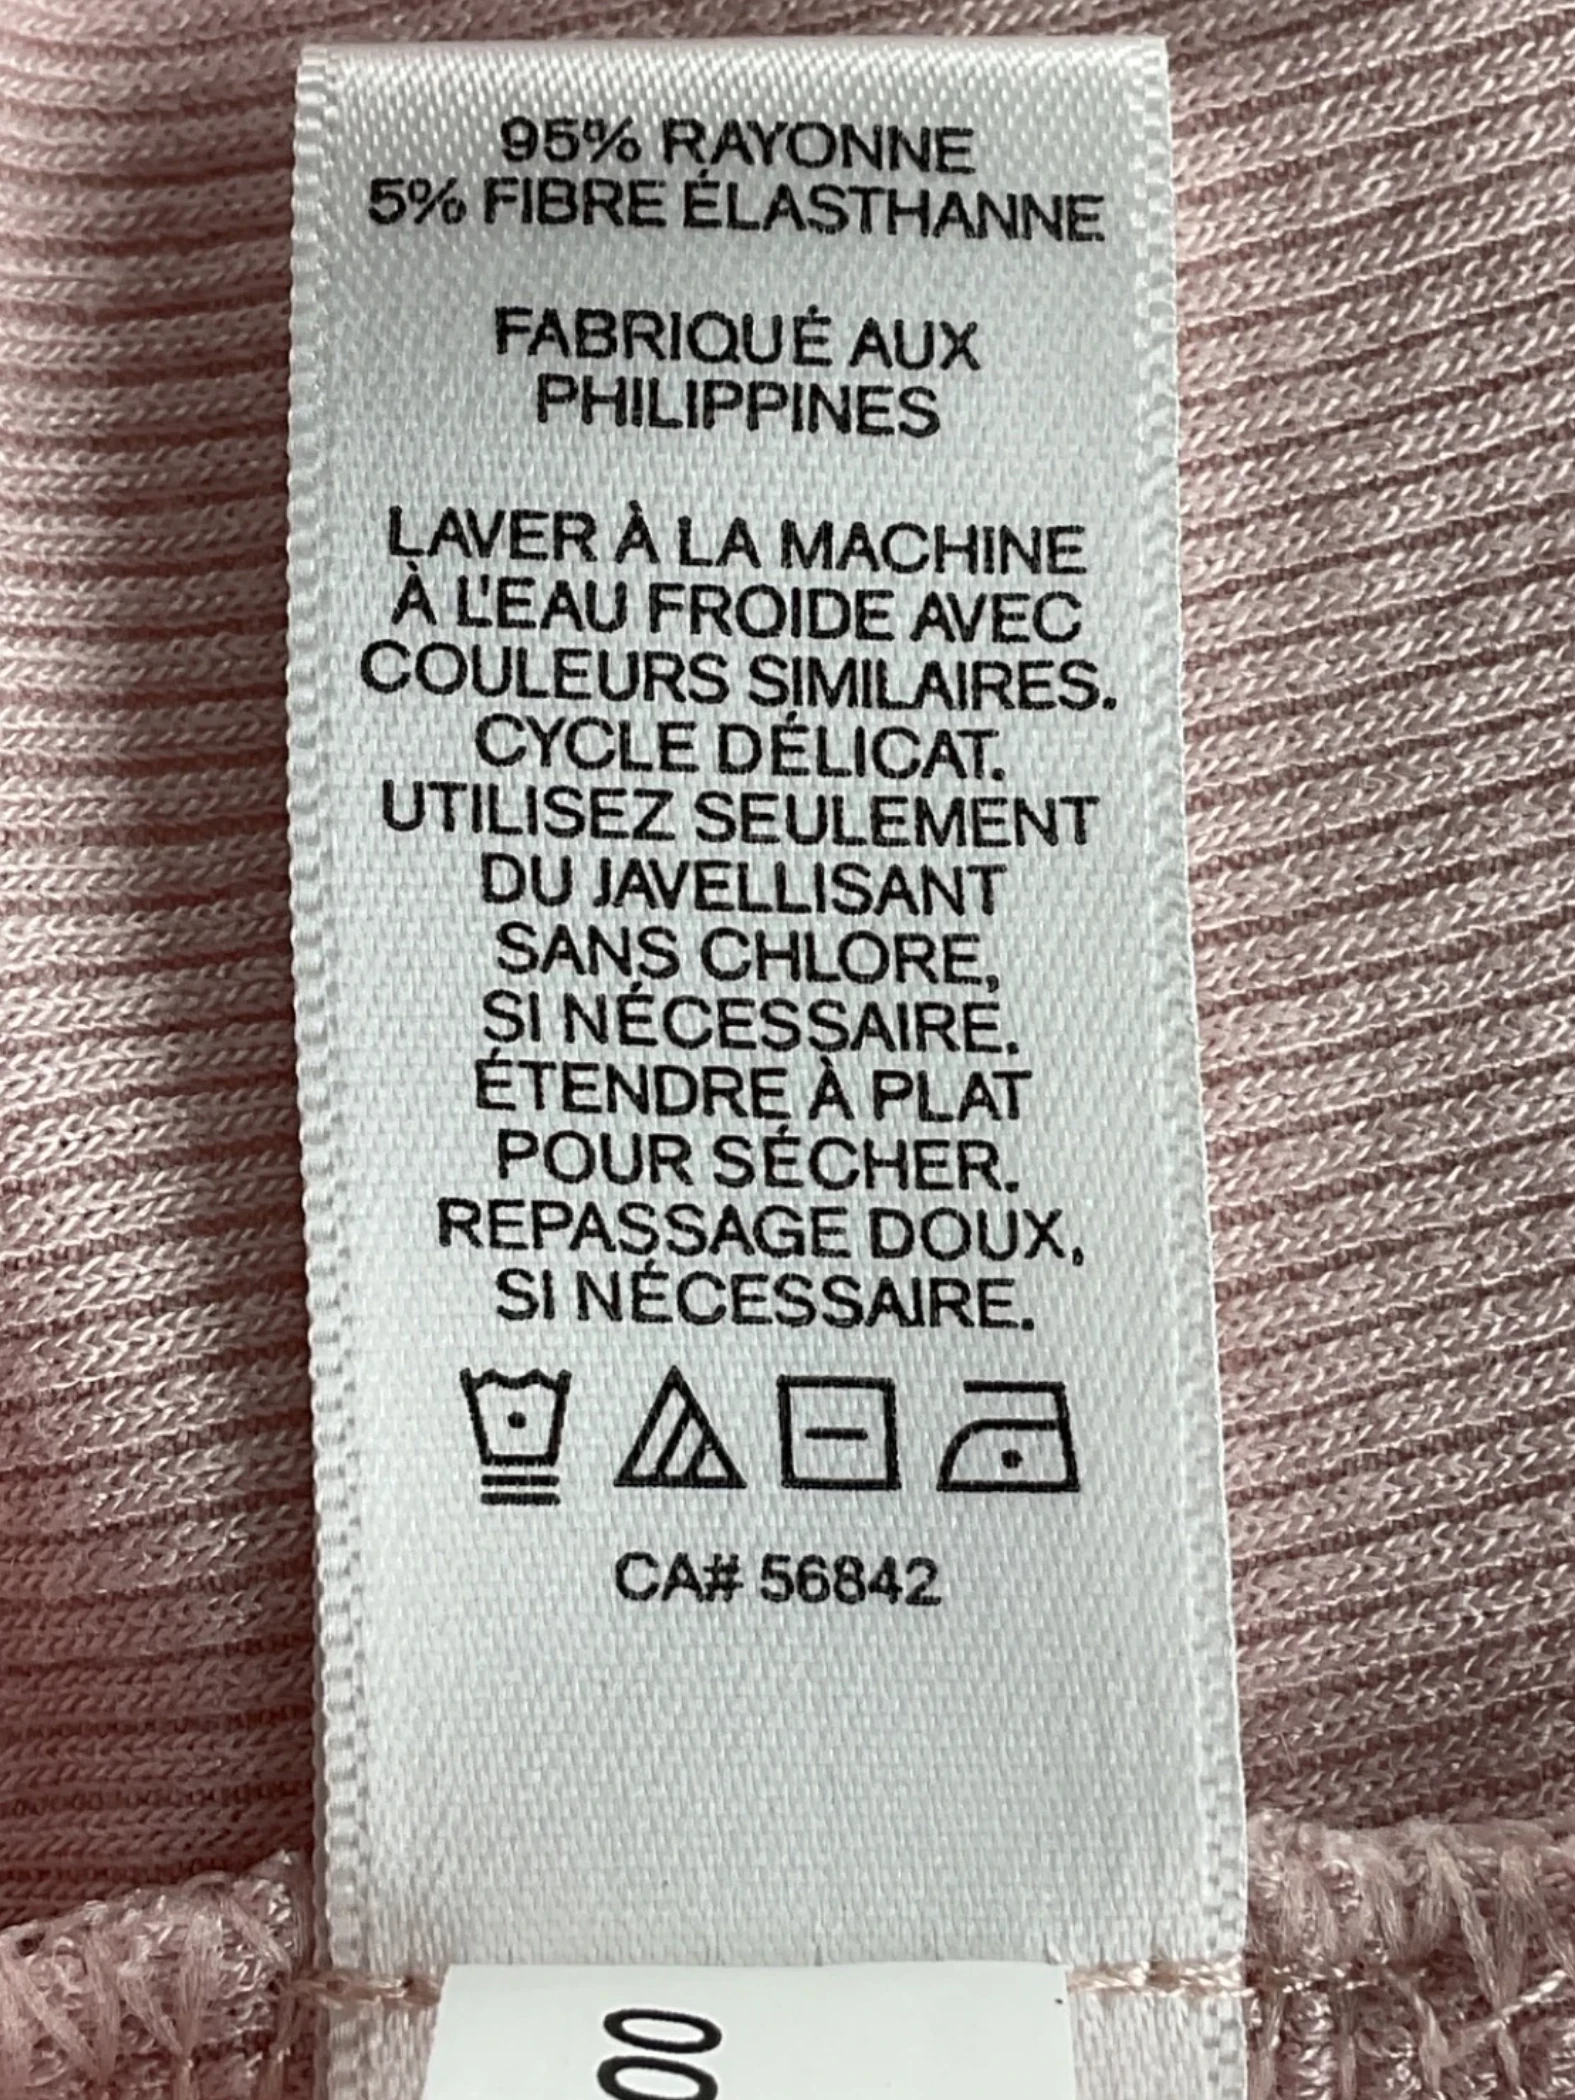 95% RAYONNE
5% FIBRE ÉLASTHANNE
FABRIQUÉ AUX
PHILIPPINES
LAVER À LA MACHINE
À L'EAU FROIDE AVEC
COULEURS SIMILAIRES.
CYCLE DÉLICAT.
UTILISEZ SEULEMENT
DU JAVELLISANT
SANS CHLORE,
SI NÉCESSAIRE.
ÉTENDRE À PLAT
POUR SÉCHER.
REPASSAGE DOUX,
SI NÉCESSAIRE.
CA# 56842
00